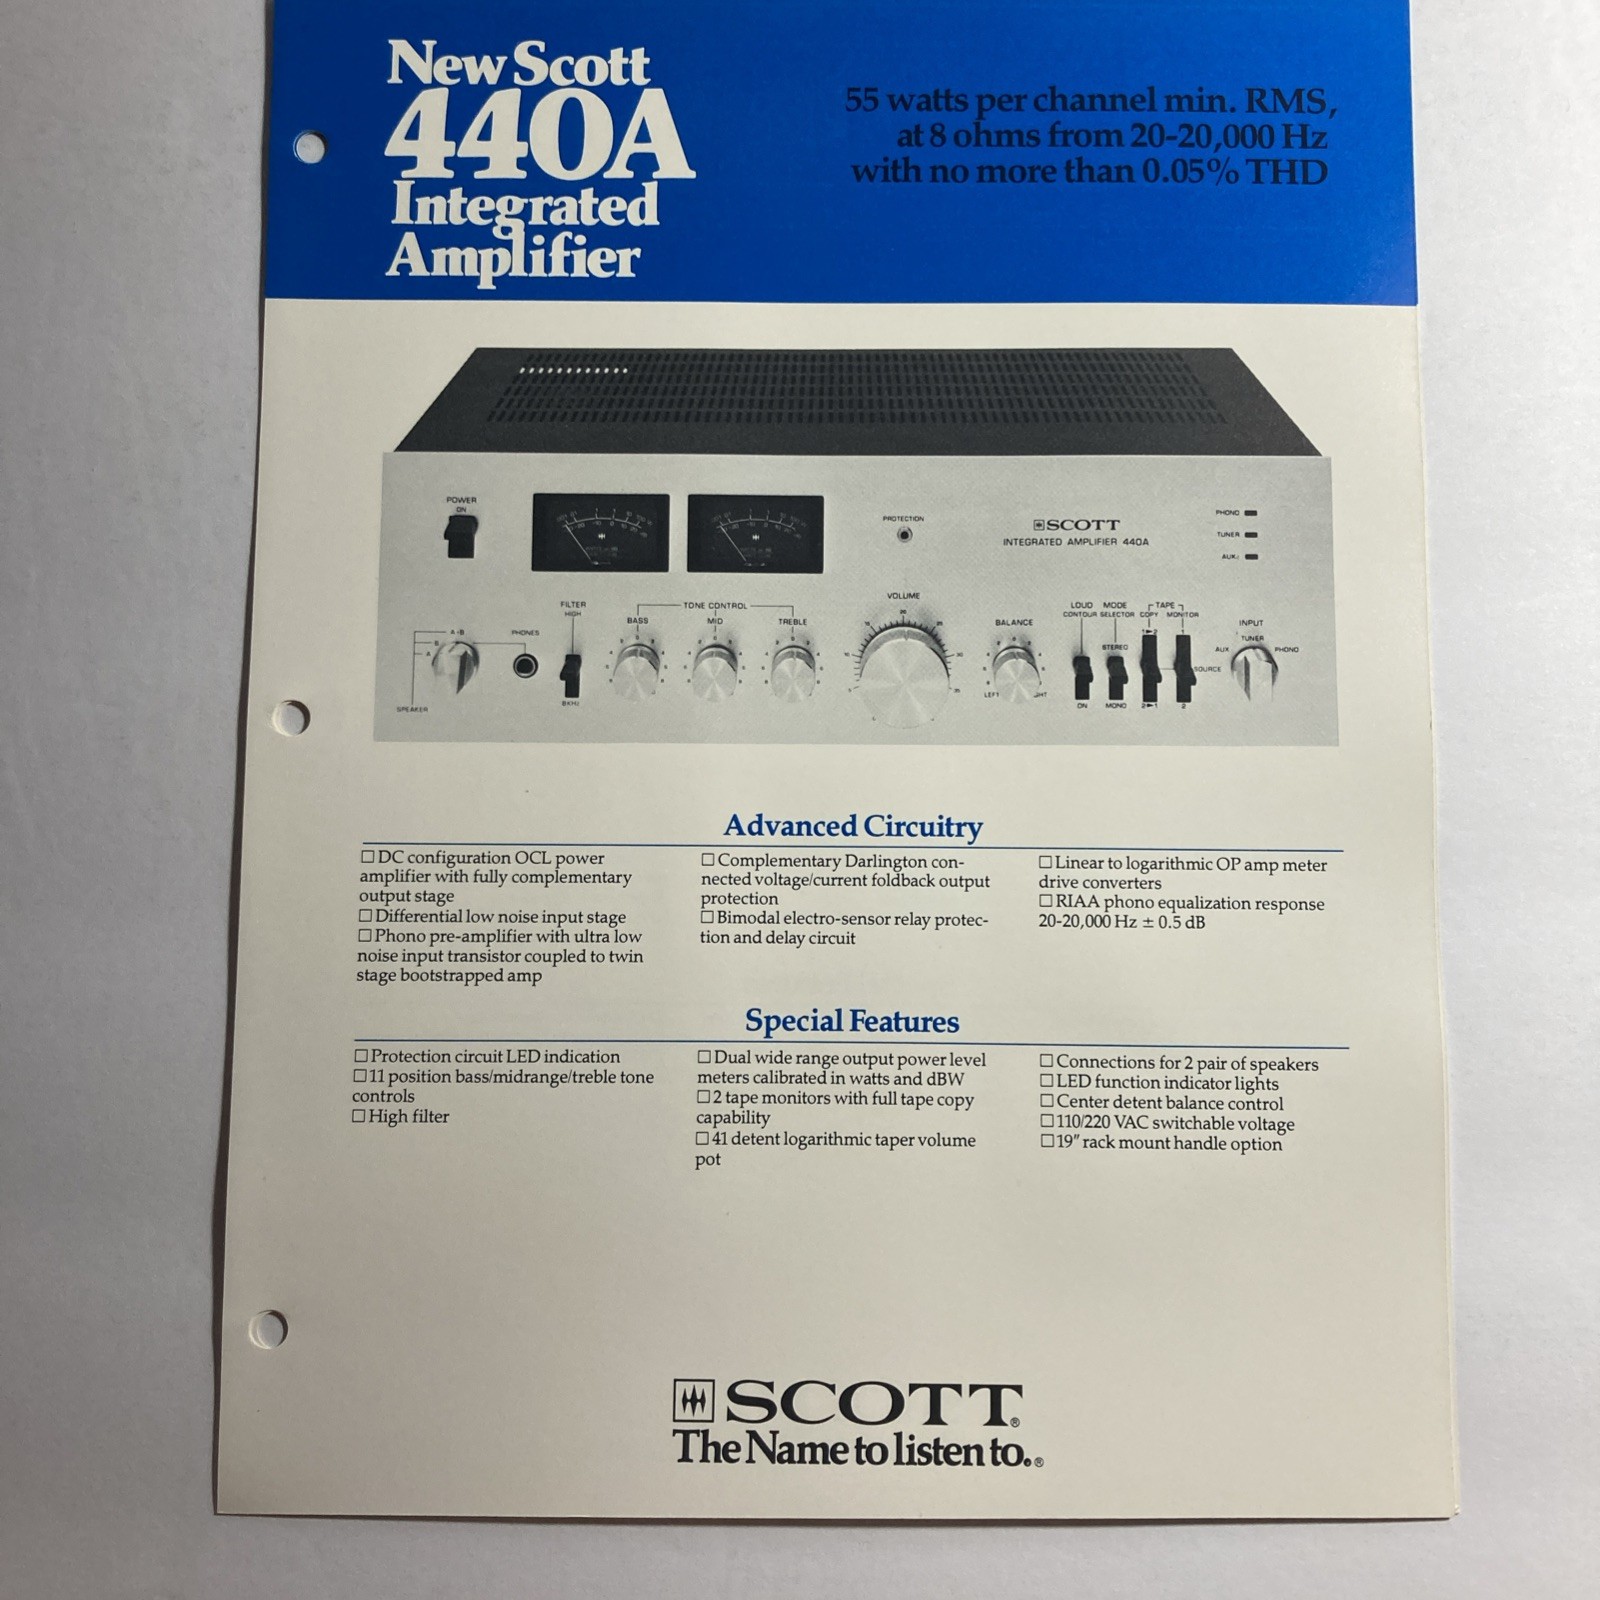 New Scott
440A
Integrated
Amplifier
55 watts per channel min. RMS,
at 8 ohms from 20-20,000 Hz
with no more than 0.05% THD
POWER
ON
PROTECTION
SCOTT
INTEGRATED AMPLIFIER 440A
PHONO
TUNER
AUX
VOLUME
FILTER
HIGH
8KHz
TONE CONTROL
BASS
MID
TREBLE
BALANCE
LEFT
LOUD
CONTOUR
ON
MODE
SELECTOR
STEREO
MONO
TAPE
COPY
MONITOR
SOURCE
1
2
INPUT
TUNER
AUX
PHONO
A+B
B
A
SPEAKER
PHONES
Advanced Circuitry
☐ DC configuration OCL power
amplifier with fully complementary
output stage
☐ Differential low noise input stage
☐ Phono pre-amplifier with ultra low
noise input transistor coupled to twin
stage bootstrapped amp
☐ Complementary Darlington con-
nected voltage/current foldback output
protection
☐ Bimodal electro-sensor relay protec-
tion and delay circuit
☐ Linear to logarithmic OP amp meter
drive converters
☐ RIAA phono equalization response
20-20,000 Hz ± 0.5 dB
Special Features
☐ Protection circuit LED indication
☐ 11 position bass/midrange/treble tone
controls
☐ High filter
☐ Dual wide range output power level
meters calibrated in watts and dBW
☐ 2 tape monitors with full tape copy
capability
☐ 41 detent logarithmic taper volume
pot
☐ Connections for 2 pair of speakers
☐ LED function indicator lights
☐ Center detent balance control
☐ 110/220 VAC switchable voltage
☐ 19" rack mount handle option
SCOTT®
The Name to listen to.®